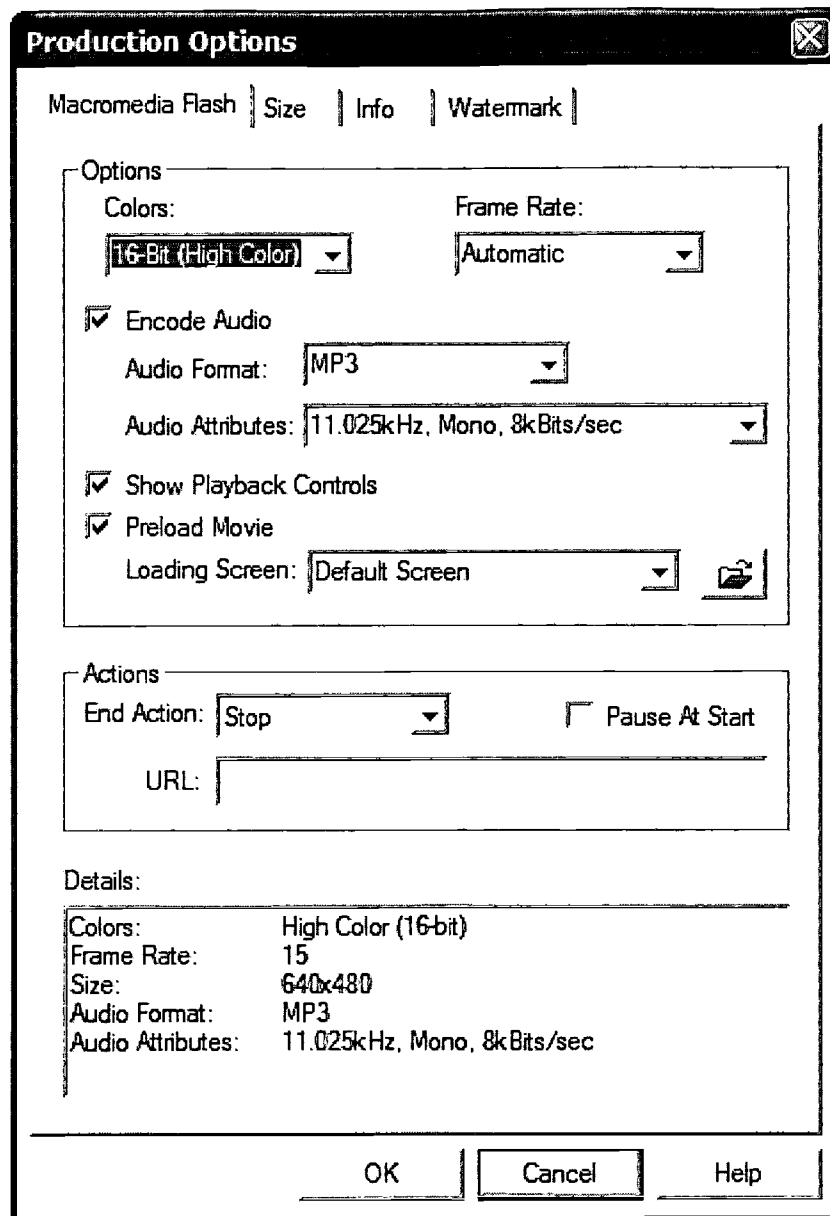 Production Options
Macromedia Flash Size Info Watermark
Options
Colors: Frame Rate:
16-Bit (High Color) Automatic
Encode Audio
Audio Format: MP3
Audio Attributes: 11.025kHz, Mono, 8kBits/sec
Show Playback Controls
Preload Movie
Loading Screen: Default Screen
Actions
End Action: Stop Pause At Start
URL:
Details:
Colors: High Color (16-bit)
Frame Rate: 15
Size: 640x480
Audio Format: MP3
Audio Attributes: 11.025kHz, Mono, 8kBits/sec
OK Cancel Help